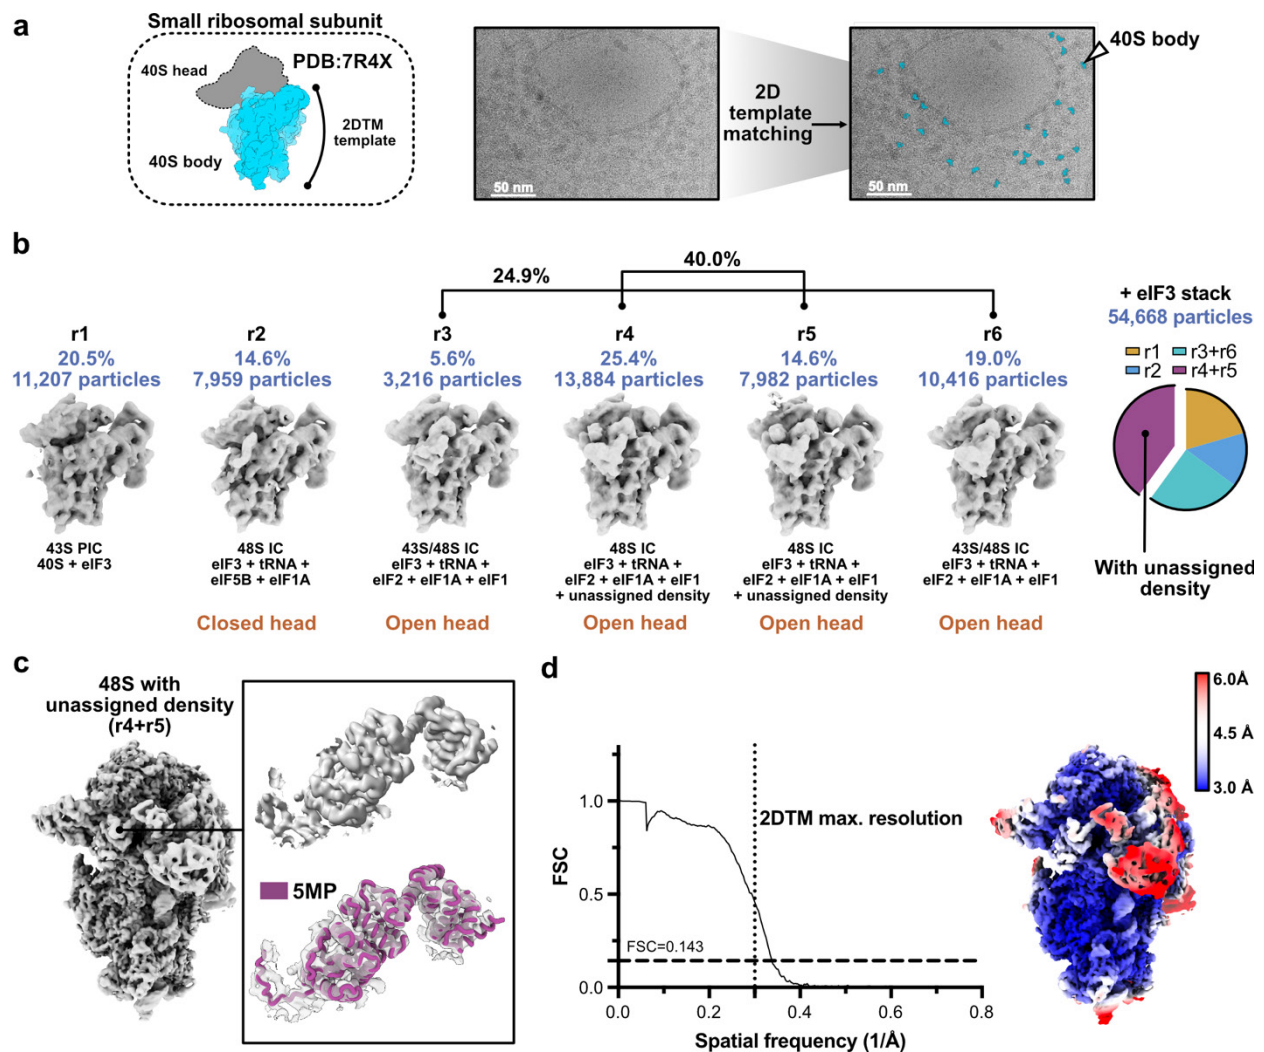 a
Small ribosomal subunit
40S head
PDB:7R4X
2DTM
template
40S body
50 nm
2D
template
matching
50 nm
40S body
b
24.9%
40.0%
r1
20.5%
11,207 particles
43S PIC
40S + eIF3
r2
14.6%
7,959 particles
48S IC
eIF3 + tRNA +
eIF5B + eIF1A
Closed head
r3
5.6%
3,216 particles
43S/48S IC
eIF3 + tRNA +
eIF2 + eIF1A + eIF1
Open head
r4
25.4%
13,884 particles
48S IC
eIF3 + tRNA +
eIF2 + eIF1A + eIF1
+ unassigned density
Open head
r5
14.6%
7,982 particles
48S IC
eIF3 + tRNA +
eIF2 + eIF1A + eIF1
+ unassigned density
Open head
r6
19.0%
10,416 particles
43S/48S IC
eIF3 + tRNA +
eIF2 + eIF1A + eIF1
Open head
+ eIF3 stack
54,668 particles
r1 r3+r6
r2 r4+r5
With unassigned
density
c
48S with
unassigned density
(r4+r5)
5MP
d
FSC
1.0
0.5
0.0
2DTM max. resolution
FSC=0.143
0.0 0.2 0.4 0.6 0.8
Spatial frequency (1/Å)
6.0Å
4.5 Å
3.0 Å